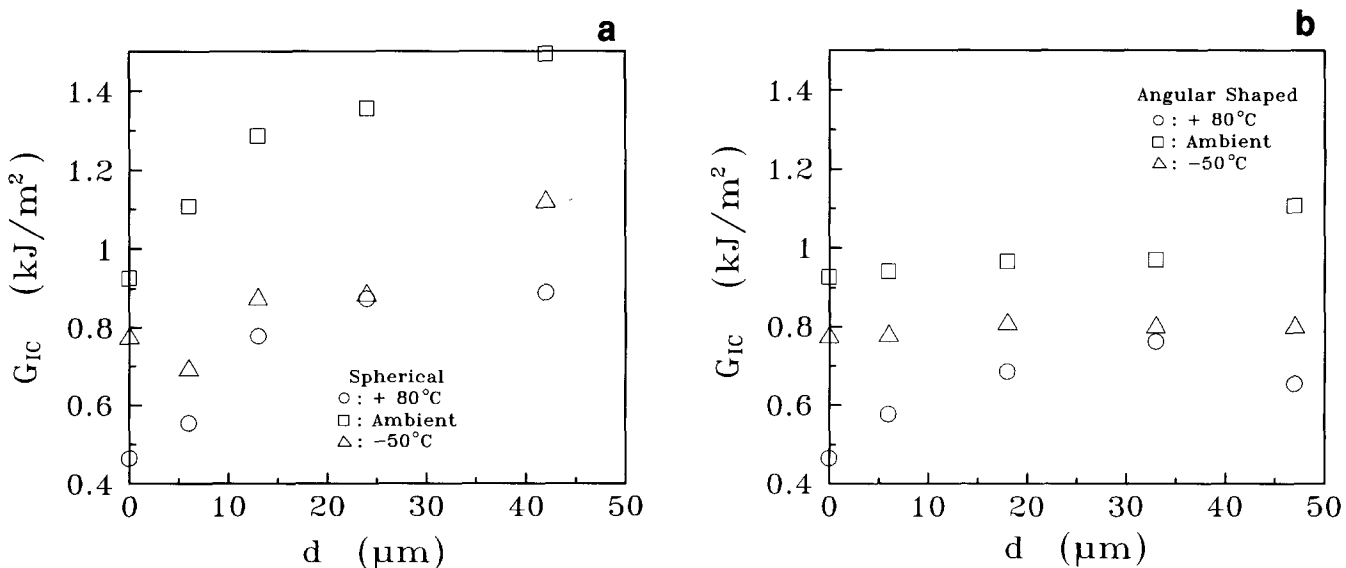 a
1.4
1.2
1
0.8
0.6
0.4
G_IC (kJ/m²)
Spherical
○: + 80°C
□: Ambient
△: −50°C
0 10 20 30 40 50
d (μm)
b
1.4
1.2
1
0.8
0.6
0.4
G_IC (kJ/m²)
Angular Shaped
○: + 80°C
□: Ambient
△: −50°C
0 10 20 30 40 50
d (μm)